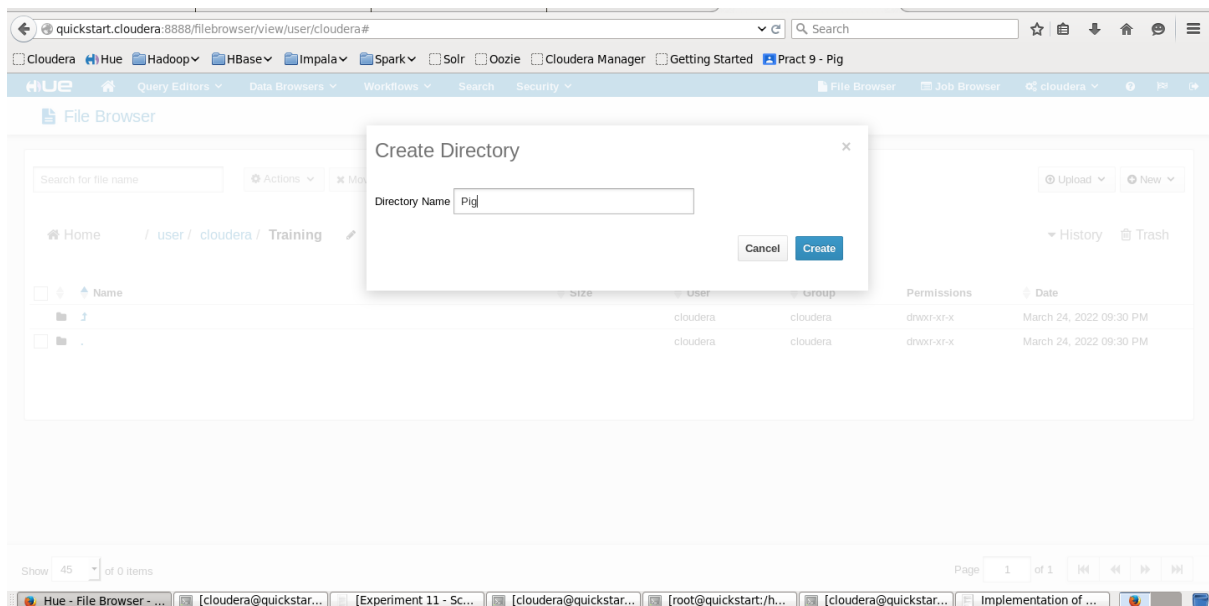 quickstart.cloudera:8888/filebrowser/view/user/cloudera# Search
Cloudera Hue Hadoop HBase Impala Spark Solr Oozie Cloudera Manager Getting Started Pract 9 - Pig
HUE Query Editors Data Browsers Workflows Search Security File Browser Job Browser cloudera
File Browser
Create Directory ×
Search for file name Actions Mov Upload New
Directory Name Pig
Home / user / cloudera / Training History Trash
Cancel Create
Name Size User Group Permissions Date
cloudera cloudera drwxr-xr-x March 24, 2022 09:30 PM
. cloudera cloudera drwxr-xr-x March 24, 2022 09:30 PM
Show 45 of 0 items Page 1 of 1
Hue - File Browser - ... [cloudera@quickstar... [Experiment 11 - Sc... [cloudera@quickstar... [root@quickstart:/h... [cloudera@quickstar... Implementation of ...